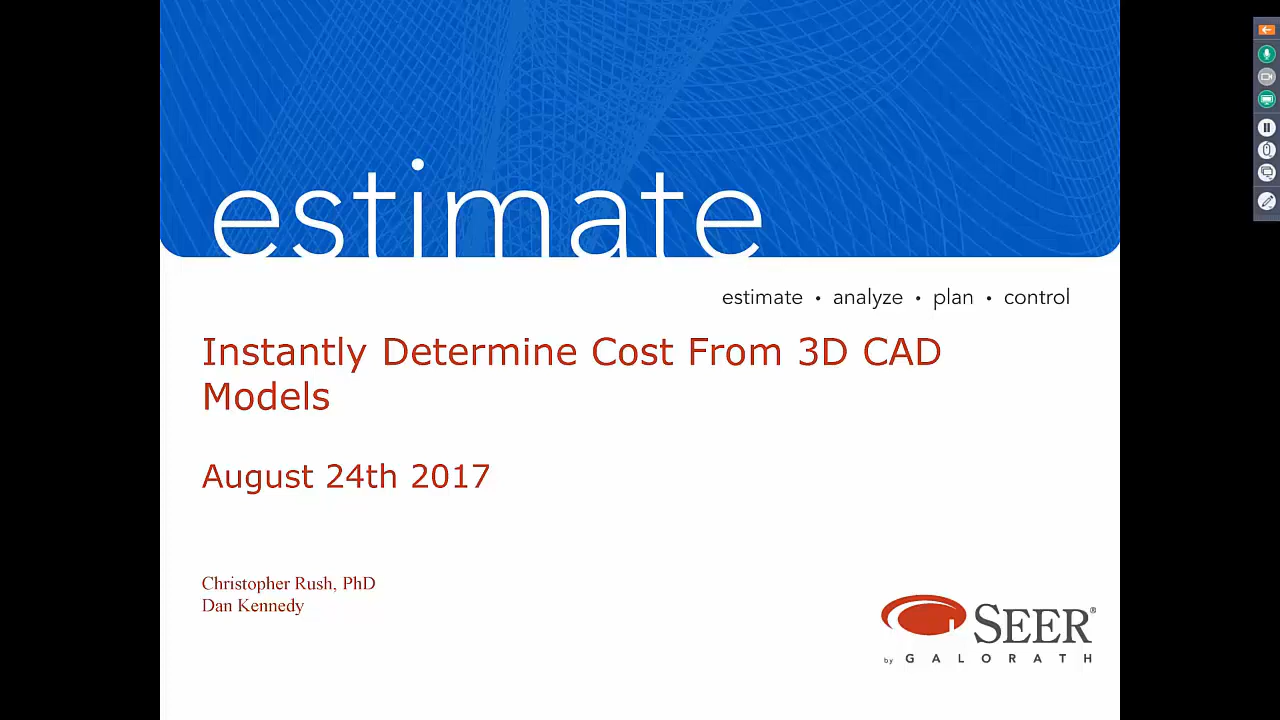 estimate
estimate • analyze • plan • control
Instantly Determine Cost From 3D CAD
Models
August 24th 2017
Christopher Rush, PhD
Dan Kennedy
SEER®
by GALORATH